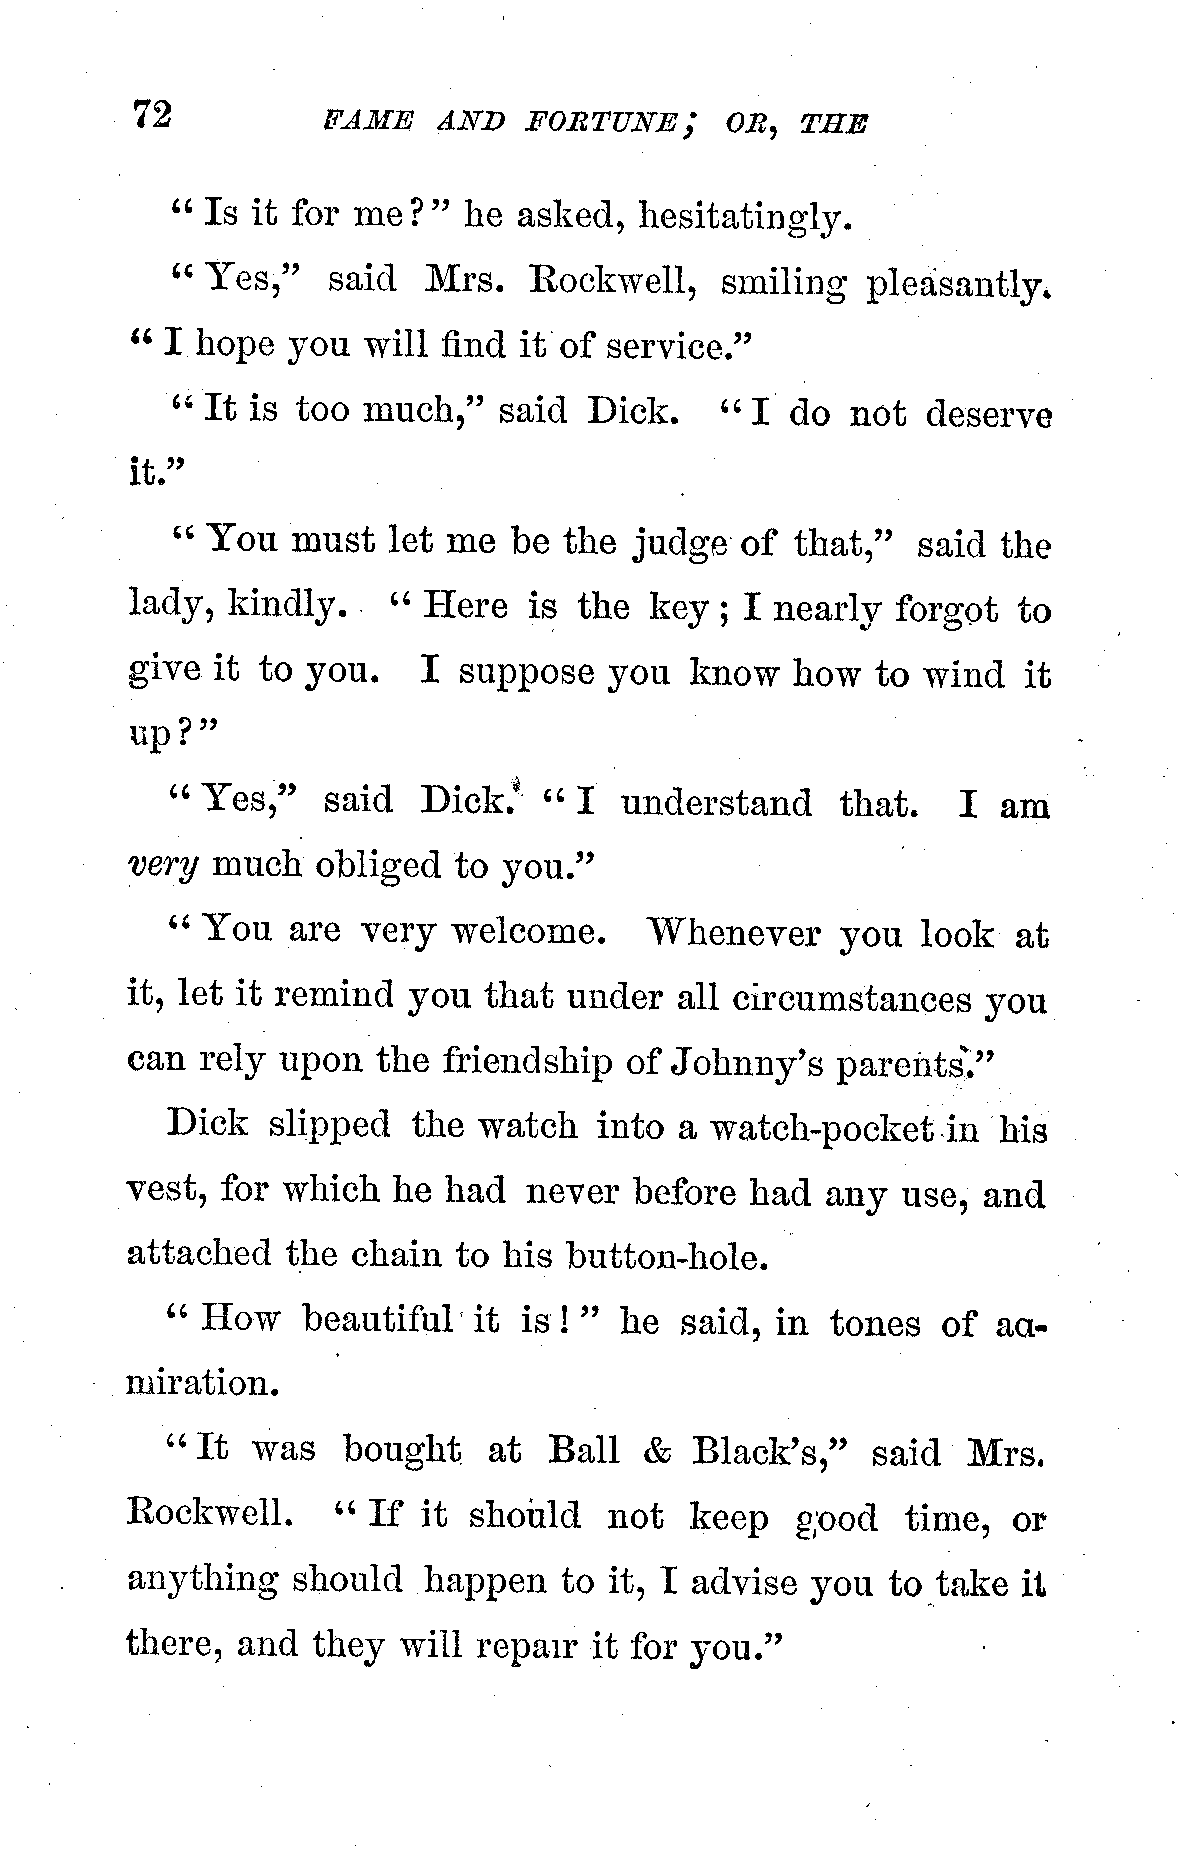 72 FAME AND FORTUNE; OR, THE
“Is it for me?” he asked, hesitatingly.
“Yes,” said Mrs. Rockwell, smiling pleasantly.
“I hope you will find it of service.”
“It is too much,” said Dick. “I do not deserve
it.”
“You must let me be the judge of that,” said the
lady, kindly. “Here is the key; I nearly forgot to
give it to you. I suppose you know how to wind it
up?”
“Yes,” said Dick. “I understand that. I am
very much obliged to you.”
“You are very welcome. Whenever you look at
it, let it remind you that under all circumstances you
can rely upon the friendship of Johnny’s parents.”
Dick slipped the watch into a watch-pocket in his
vest, for which he had never before had any use, and
attached the chain to his button-hole.
“How beautiful it is!” he said, in tones of ad-
miration.
“It was bought at Ball & Black’s,” said Mrs.
Rockwell. “If it should not keep good time, or
anything should happen to it, I advise you to take it
there, and they will repair it for you.”